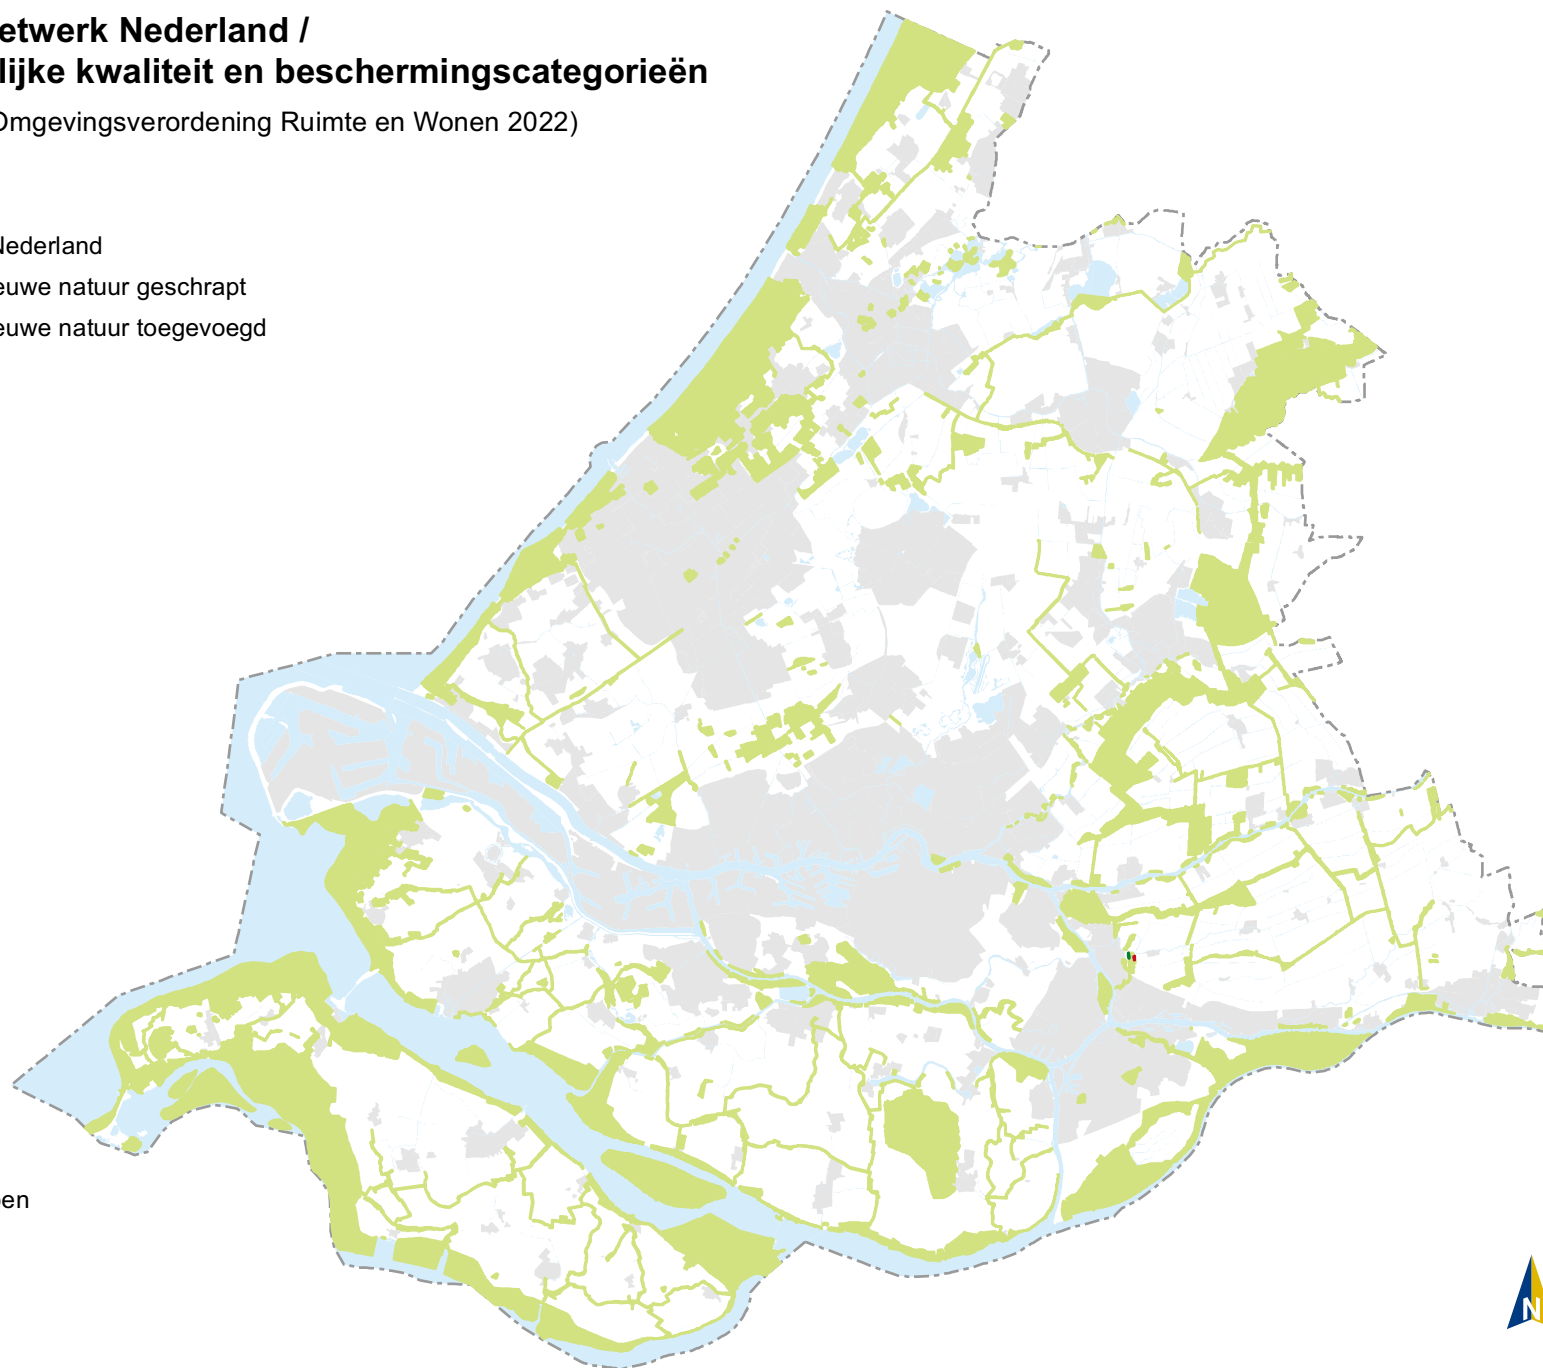 etwerk Nederland /
lijke kwaliteit en beschermingscategorieën
Omgevingsverordening Ruimte en Wonen 2022)
Nederland
euwe natuur geschrapt
euwe natuur toegevoegd
en
N